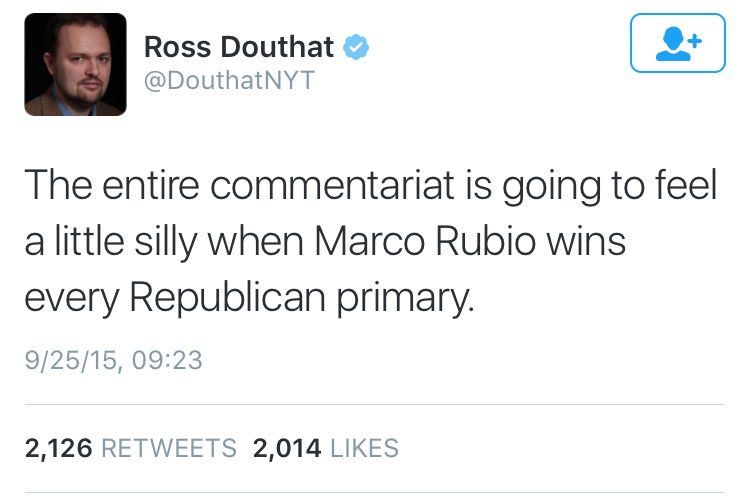 Ross Douthat
@DouthatNYT
The entire commentariat is going to feel
a little silly when Marco Rubio wins
every Republican primary.
9/25/15, 09:23
2,126 RETWEETS 2,014 LIKES